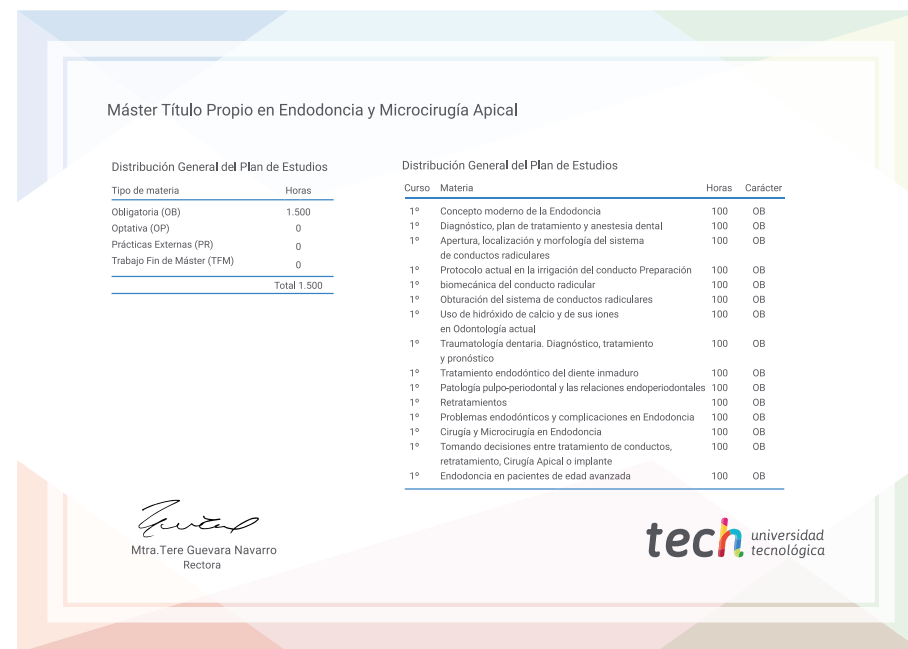 Máster Título Propio en Endodoncia y Microcirugía Apical
Distribución General del Plan de Estudios
Tipo de materia Horas
Obligatoria (OB) 1.500
Optativa (OP) 0
Prácticas Externas (PR) 0
Trabajo Fin de Máster (TFM) 0
Total 1.500
Distribución General del Plan de Estudios
Curso Materia Horas Carácter
1º Concepto moderno de la Endodoncia 100 OB
1º Diagnóstico, plan de tratamiento y anestesia dental 100 OB
1º Apertura, localización y morfología del sistema 100 OB
de conductos radiculares
1º Protocolo actual en la irrigación del conducto Preparación 100 OB
1º biomecánica del conducto radicular 100 OB
1º Obturación del sistema de conductos radiculares 100 OB
1º Uso de hidróxido de calcio y de sus iones 100 OB
en Odontología actual
1º Traumatología dentaria. Diagnóstico, tratamiento 100 OB
y pronóstico
1º Tratamiento endodóntico del diente inmaduro 100 OB
1º Patología pulpo-periodontal y las relaciones endoperiodontales 100 OB
1º Retratamientos 100 OB
1º Problemas endodónticos y complicaciones en Endodoncia 100 OB
1º Cirugía y Microcirugía en Endodoncia 100 OB
1º Tomando decisiones entre tratamiento de conductos, 100 OB
retratamiento, Cirugía Apical o implante
1º Endodoncia en pacientes de edad avanzada 100 OB
Mtra.Tere Guevara Navarro
Rectora
tech universidad
tecnológica